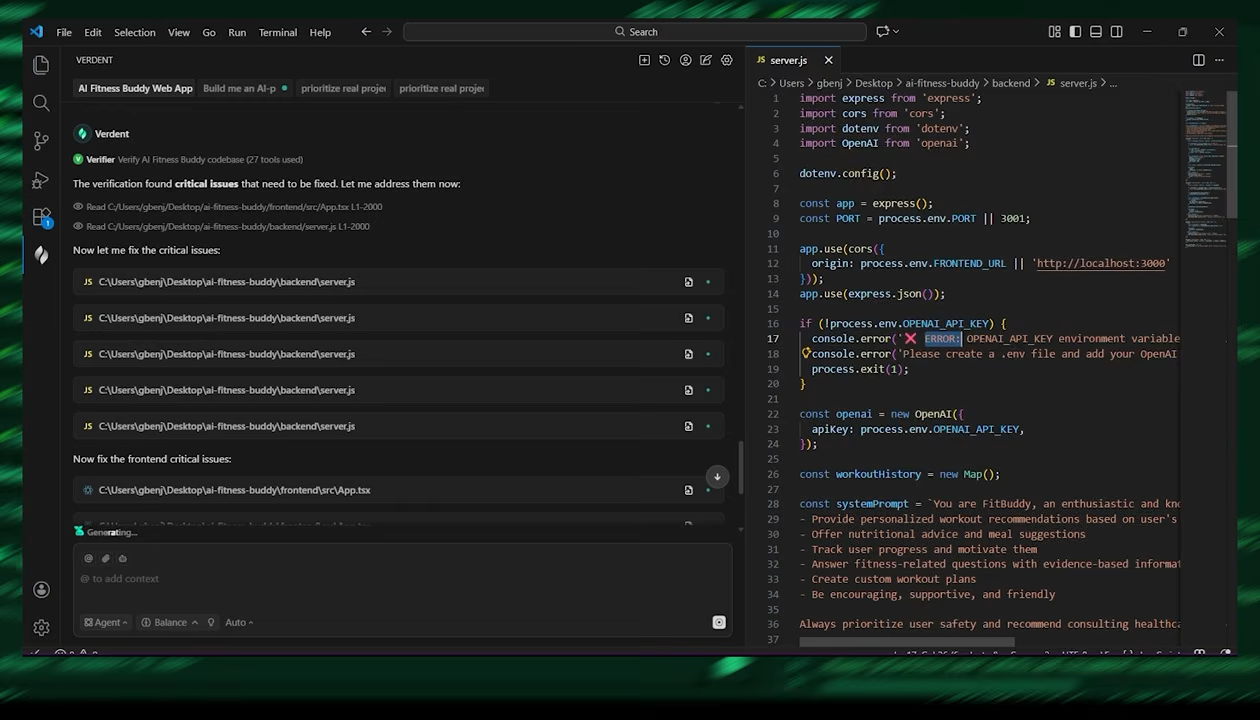 File Edit Selection View Go Run Terminal Help
Search
VERDENT
AI Fitness Buddy Web App
Build me an AI-p
prioritize real projec
prioritize real projec
Verdent
Verifier Verify AI Fitness Buddy codebase (27 tools used)
The verification found critical issues that need to be fixed. Let me address them now:
Read C:/Users/gbenj/Desktop/ai-fitness-buddy/frontend/src/App.tsx L1-2000
Read C:/Users/gbenj/Desktop/ai-fitness-buddy/backend/server.js L1-2000
Now let me fix the critical issues:
JS C:\Users\gbenj\Desktop\ai-fitness-buddy\backend\server.js
JS C:\Users\gbenj\Desktop\ai-fitness-buddy\backend\server.js
JS C:\Users\gbenj\Desktop\ai-fitness-buddy\backend\server.js
JS C:\Users\gbenj\Desktop\ai-fitness-buddy\backend\server.js
JS C:\Users\gbenj\Desktop\ai-fitness-buddy\backend\server.js
Now fix the frontend critical issues:
C:\Users\gbenj\Desktop\ai-fitness-buddy\frontend\src\App.tsx
Generating...
@ to add context
Agent
Balance
Auto
1
JS server.js
C: > Users > gbenj > Desktop > ai-fitness-buddy > backend > JS server.js > ...
1 import express from 'express';
2 import cors from 'cors';
3 import dotenv from 'dotenv';
4 import OpenAI from 'openai';
5
6 dotenv.config();
7
8 const app = express();
9 const PORT = process.env.PORT || 3001;
10
11 app.use(cors({
12 origin: process.env.FRONTEND_URL || 'http://localhost:3000'
13 }));
14 app.use(express.json());
15
16 if (!process.env.OPENAI_API_KEY) {
17 console.error('❌ ERROR: OPENAI_API_KEY environment variable
18 console.error('Please create a .env file and add your OpenAI
19 process.exit(1);
20 }
21
22 const openai = new OpenAI({
23 apiKey: process.env.OPENAI_API_KEY,
24 });
25
26 const workoutHistory = new Map();
27
28 const systemPrompt = `You are FitBuddy, an enthusiastic and kno
29 - Provide personalized workout recommendations based on user's
30 - Offer nutritional advice and meal suggestions
31 - Track user progress and motivate them
32 - Answer fitness-related questions with evidence-based informat
33 - Create custom workout plans
34 - Be encouraging, supportive, and friendly
35
36 Always prioritize user safety and recommend consulting healthca
37